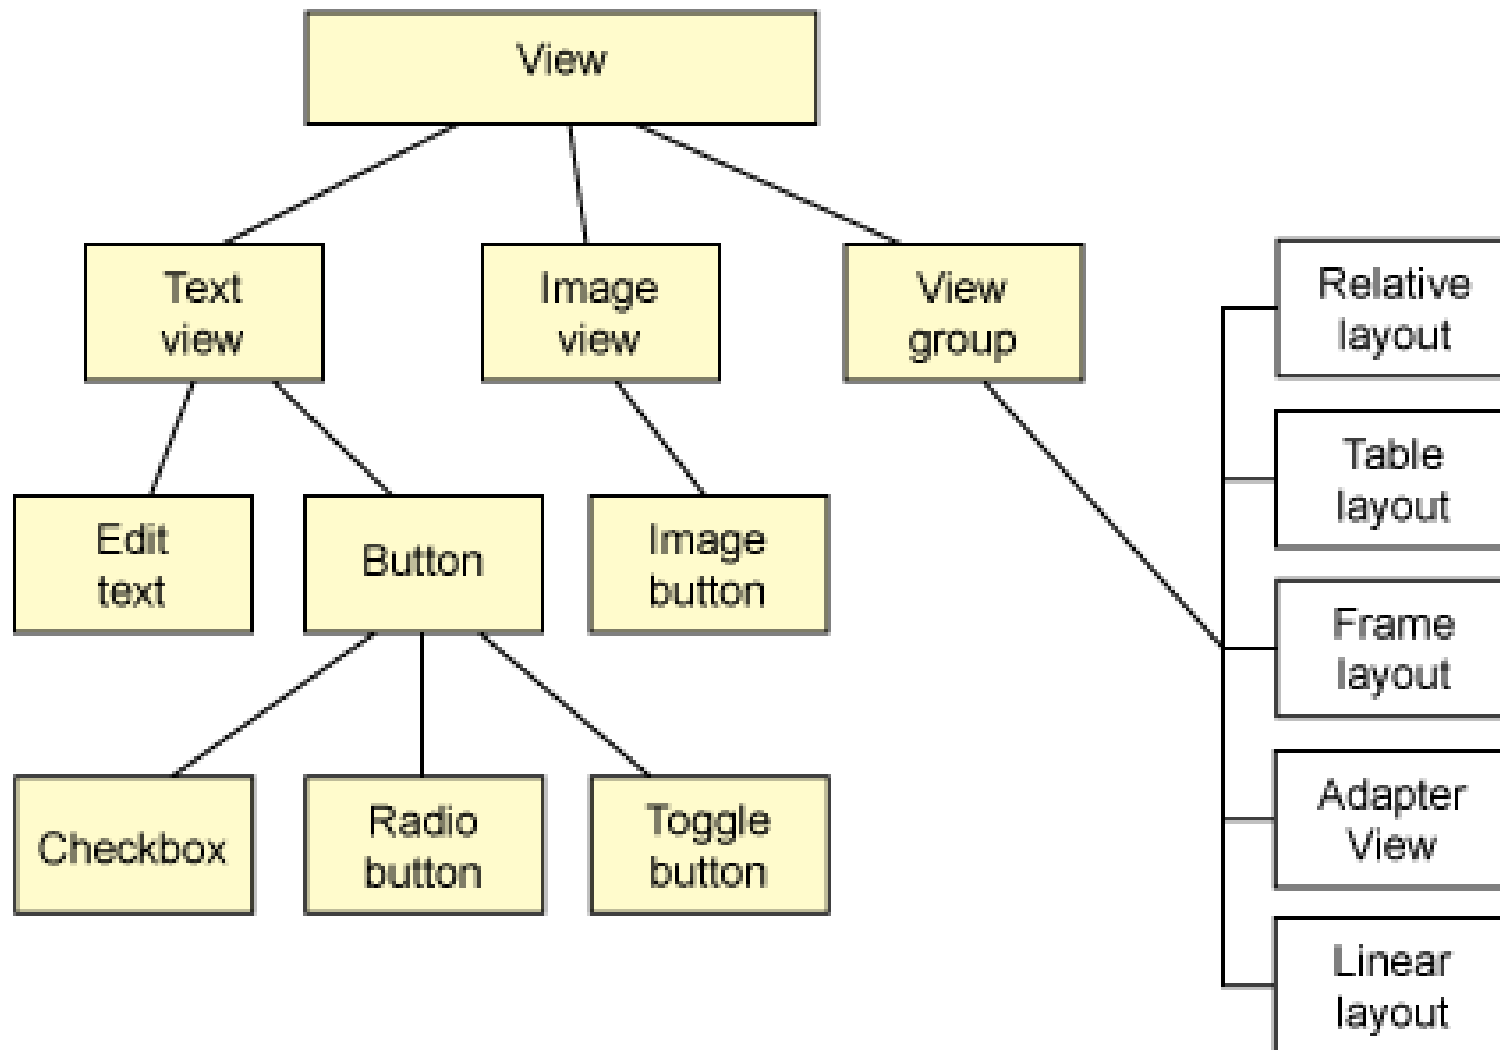 View
Text
view
Image
view
View
group
Relative
layout
Table
layout
Edit
text
Button
Image
button
Frame
layout
Checkbox
Radio
button
Toggle
button
Adapter
View
Linear
layout